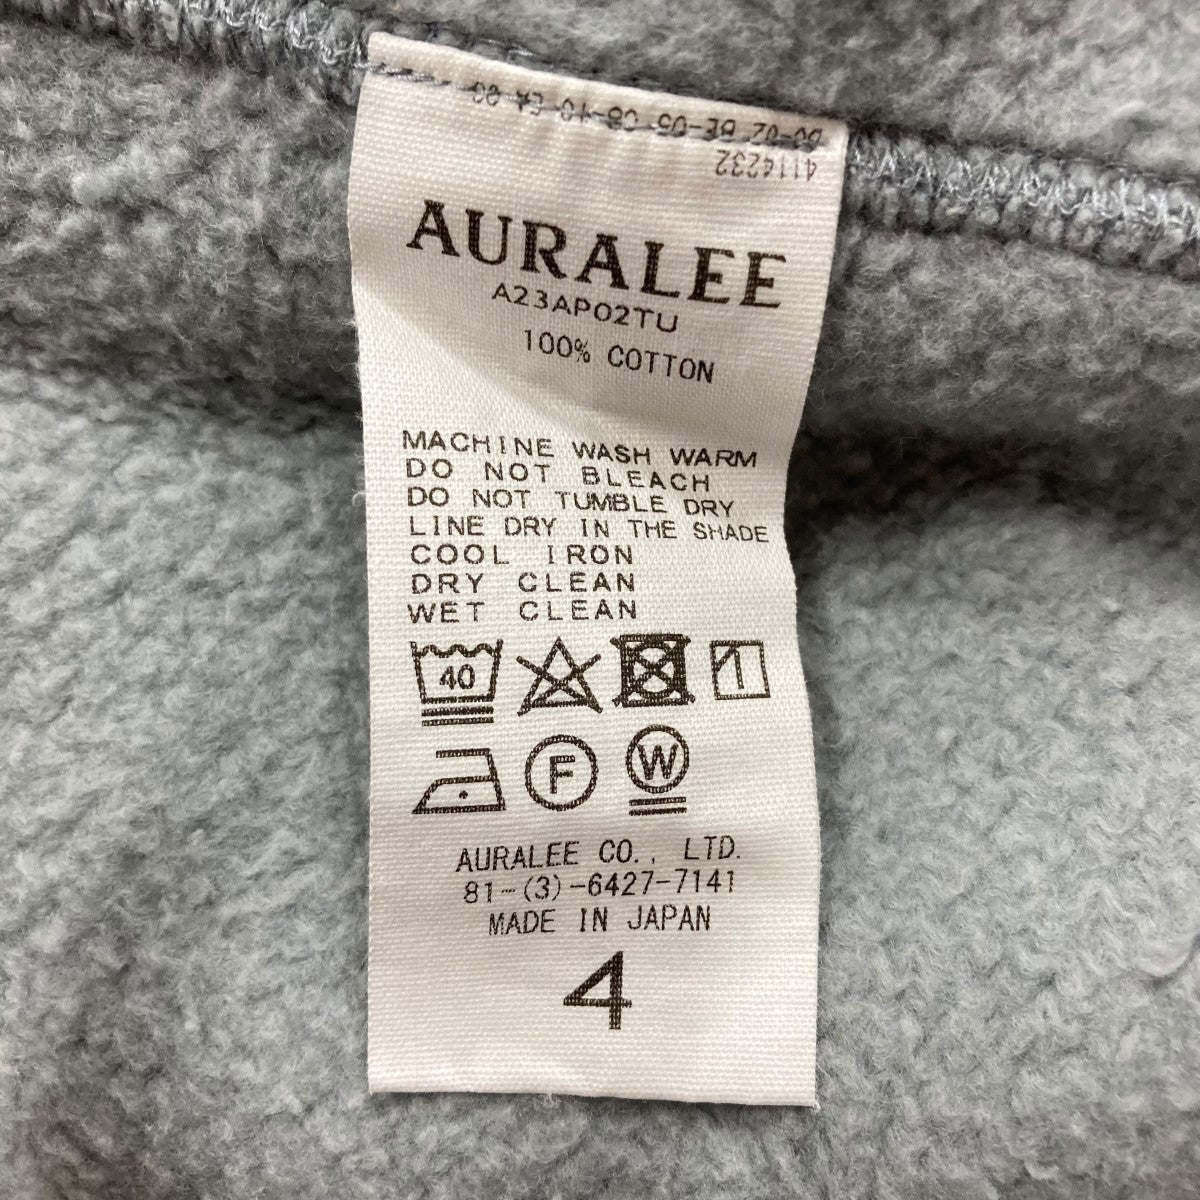 4114232
AURALEE
A23AP02TU
100% COTTON
MACHINE WASH WARM
DO NOT BLEACH
DO NOT TUMBLE DRY
LINE DRY IN THE SHADE
COOL IRON
DRY CLEAN
WET CLEAN
40
F W
AURALEE CO., LTD.
81-(3)-6427-7141
MADE IN JAPAN
4